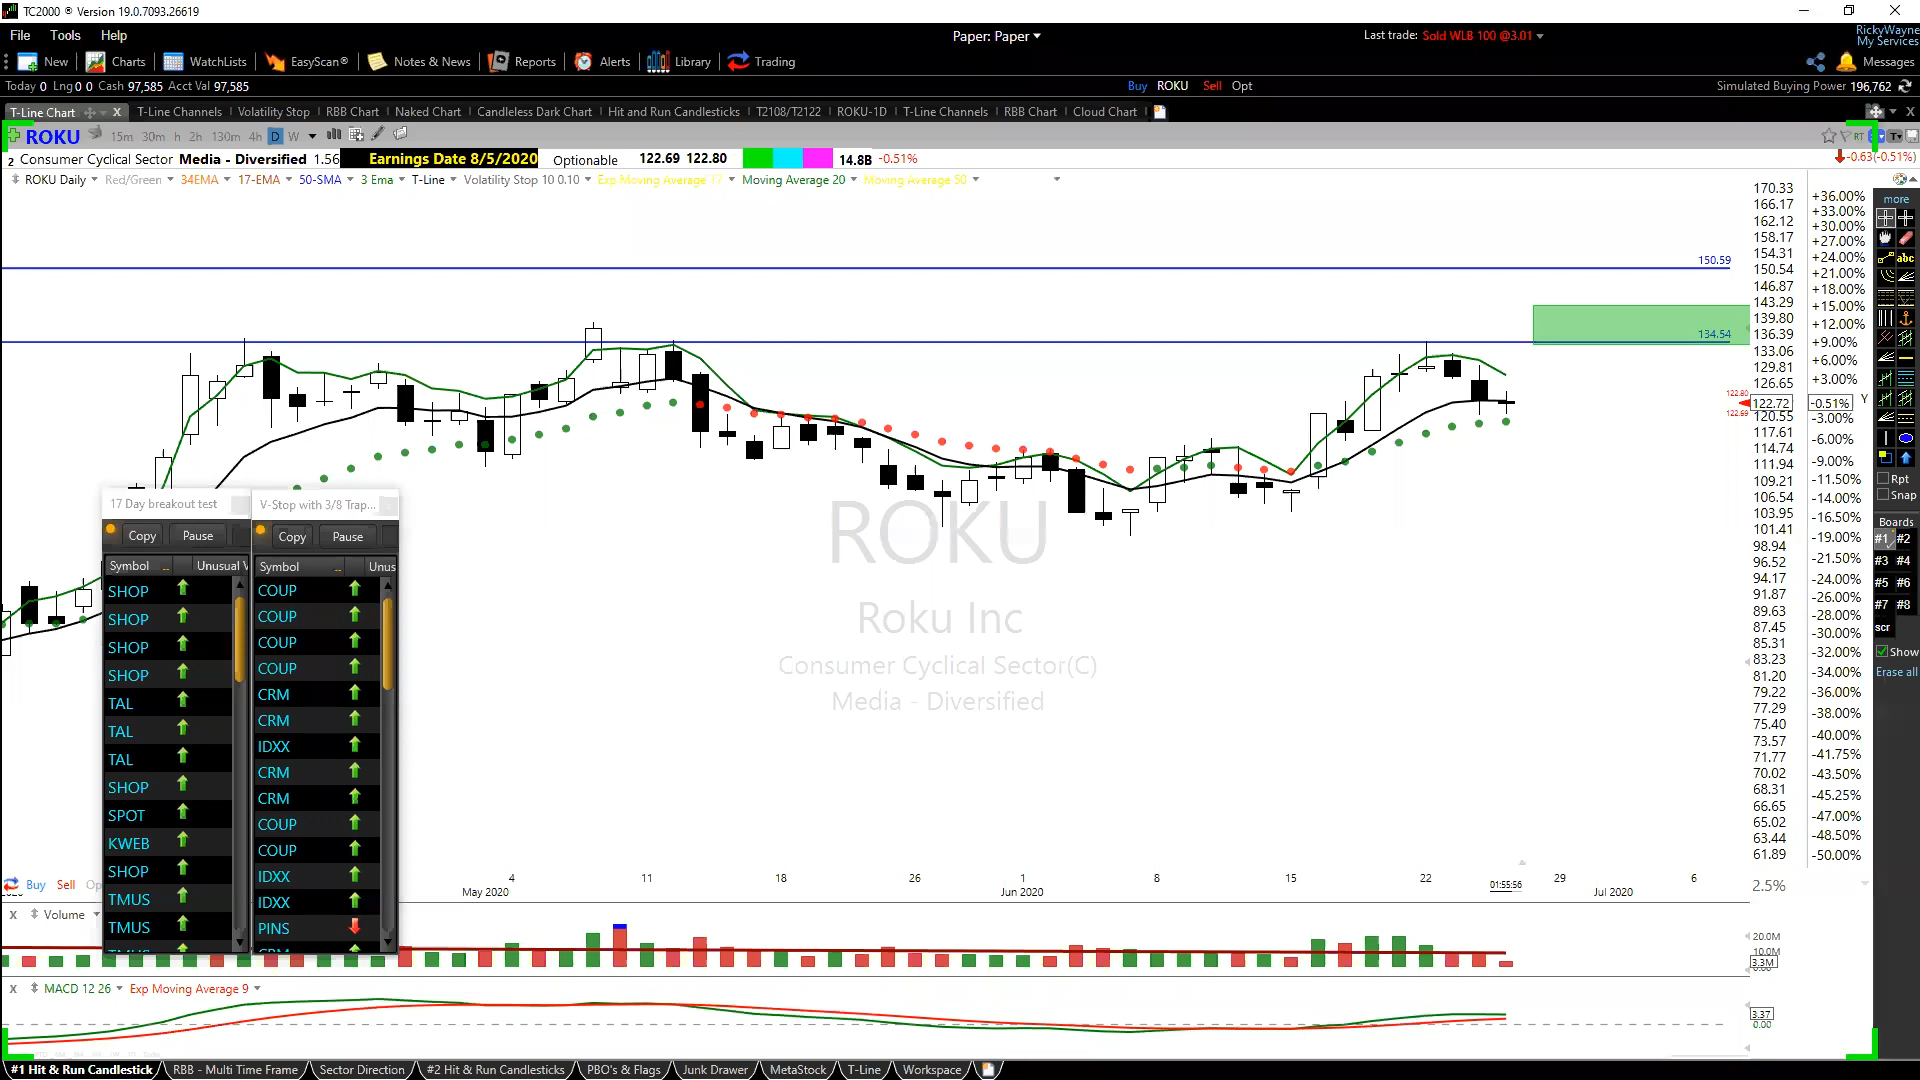 TC2000 ® Version 19.0.7093.26619
File Tools Help
Paper: Paper
Last trade: Sold WLB 100 @3.01
RickyWayne
My Services
New Charts WatchLists EasyScan® Notes & News Reports Alerts Library Trading
Messages
Today 0 Lng 0 0 Cash 97,585 Acct Val 97,585
Buy ROKU Sell Opt
Simulated Buying Power 196,762
T-Line Chart X T-Line Channels Volatility Stop RBB Chart Naked Chart Candleless Dark Chart Hit and Run Candlesticks T2108/T2122 ROKU-1D T-Line Channels RBB Chart Cloud Chart X
ROKU 15m 30m h 2h 130m 4h D W
RT
2 Consumer Cyclical Sector Media - Diversified 1.56 Earnings Date 8/5/2020 Optionable 122.69 122.80 14.8B -0.51%
-0.63(-0.51%)
ROKU Daily Red/Green 34EMA 17-EMA 50-SMA 3 Ema T-Line Volatility Stop 10 0.10 Exp Moving Average 17 Moving Average 20 Moving Average 50
150.59
134.54
122.80
122.69
170.33
166.17
162.12
158.17
154.31
150.54
146.87
143.29
139.80
136.39
133.06
129.81
126.65
122.72
120.55
117.61
114.74
111.94
109.21
106.54
103.95
101.41
98.94
96.52
94.17
91.87
89.63
87.45
85.31
83.23
81.20
79.22
77.29
75.40
73.57
71.77
70.02
68.31
66.65
65.02
63.44
61.89
2.5%
+36.00%
+33.00%
+30.00%
+27.00%
+24.00%
+21.00%
+18.00%
+15.00%
+12.00%
+9.00%
+6.00%
+3.00%
-0.51% Y
-3.00%
-6.00%
-9.00%
-11.50%
-14.00%
-16.50%
-19.00%
-21.50%
-24.00%
-26.00%
-28.00%
-30.00%
-32.00%
-34.00%
-36.00%
-38.00%
-40.00%
-41.75%
-43.50%
-45.25%
-47.00%
-48.50%
-50.00%
more
abc
Rpt
Snap
Boards
#1 #2
#3 #4
#5 #6
#7 #8
scr
Show
Erase all
ROKU
Roku Inc
Consumer Cyclical Sector(C)
Media - Diversified
17 Day breakout test
Copy Pause
Symbol Unusual V
SHOP
SHOP
SHOP
SHOP
TAL
TAL
TAL
SHOP
SPOT
KWEB
SHOP
TMUS
TMUS
TMUS
V-Stop with 3/8 Trap...
Copy Pause
Symbol Unus
COUP
COUP
COUP
COUP
CRM
CRM
IDXX
CRM
CRM
COUP
COUP
IDXX
IDXX
PINS
CRM
Buy Sell Op
4 11 18 26 1 8 15 22 01:55:56 29 6
May 2020 Jun 2020 Jul 2020
X Volume
20.0M
10.0M
3.3M
0.00
X MACD 12 26 Exp Moving Average 9
3.37
0.00
#1 Hit & Run Candlestick RBB - Multi Time Frame Sector Direction #2 Hit & Run Candlesticks PBO's & Flags Junk Drawer MetaStock T-Line Workspace